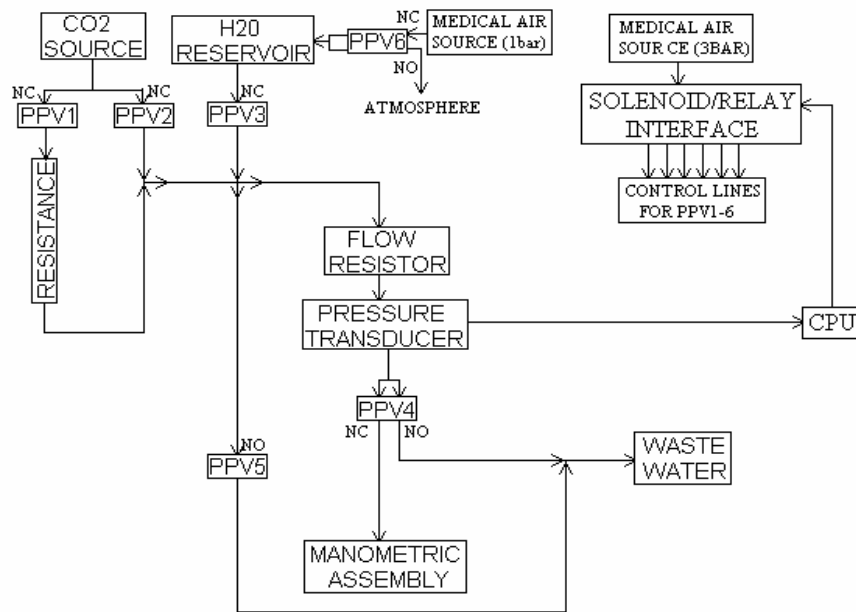 CO2
SOURCE
H20
RESERVOIR
NC
PPV6
NO
MEDICAL AIR
SOURCE (1bar)
ATMOSPHERE
MEDICAL AIR
SOURCE (3BAR)
NC
PPV1
NC
PPV2
NC
PPV3
SOLENOID/RELAY
INTERFACE
CONTROL LINES
FOR PPV1-6
RESISTANCE
FLOW
RESISTOR
PRESSURE
TRANSDUCER
CPU
PPV4
NC
NO
NO
PPV5
WASTE
WATER
MANOMETRIC
ASSEMBLY